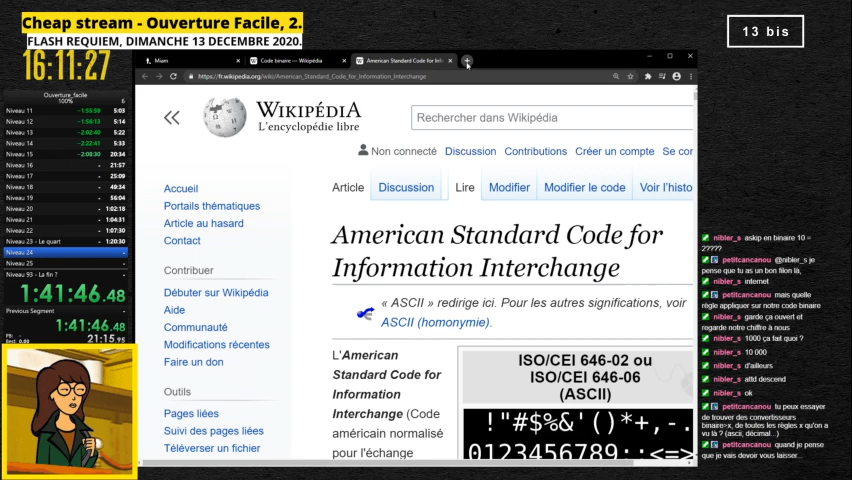 Cheap stream - Ouverture Facile, 2.
FLASH REQUIEM, DIMANCHE 13 DECEMBRE 2020.
16:11:27
13 bis
Ouverture_facile
100% 6
Niveau 11 -1:55:59 5:03
Niveau 12 -1:56:13 5:14
Niveau 13 -2:02:40 5:22
Niveau 14 -2:22:41 5:33
Niveau 15 -2:08:30 20:34
Niveau 16 - 21:57
Niveau 17 - 25:09
Niveau 18 - 49:34
Niveau 19 - 56:04
Niveau 20 - 1:02:18
Niveau 21 - 1:04:31
Niveau 22 - 1:07:30
Niveau 23 - Le quart - 1:20:30
Niveau 24 -
Niveau 25 -
Niveau 93 - La fin ? -
1:41:46.48
Previous Segment -
1:41:46.48
PB: -
Best: 0.00
21:15.95
Miam
Code binaire — Wikipédia
American Standard Code for Inf
https://fr.wikipedia.org/wiki/American_Standard_Code_for_Information_Interchange
WIKIPÉDIA
L'encyclopédie libre
Rechercher dans Wikipédia
Non connecté Discussion Contributions Créer un compte Se cor
Article Discussion Lire Modifier Modifier le code Voir l'histo
Accueil
Portails thématiques
Article au hasard
Contact
Contribuer
Débuter sur Wikipédia
Aide
Communauté
Modifications récentes
Faire un don
Outils
Pages liées
Suivi des pages liées
Téléverser un fichier
American Standard Code for
Information Interchange
« ASCII » redirige ici. Pour les autres significations, voir
ASCII (homonymie).
L'American
Standard Code for
Information
Interchange (Code
américain normalisé
pour l'échange
ISO/CEI 646-02 ou
ISO/CEI 646-06
(ASCII)
!"#$%&'()*+,-.
0123456789:;<=>
nibler_s askip en binaire 10 =
2?????
petitcancanou @nibler_s je
pense que tu as un bon filon là,
nibler_s internet
petitcancanou mais quelle
règle appliquer sur notre code binaire
nibler_s garde ça ouvert et
regarde notre chiffre à nous
nibler_s 1000 ça fait quoi ?
nibler_s 10 000
nibler_s d'ailleurs
nibler_s attd descend
nibler_s ok
petitcancanou tu peux essayer
de trouver des convertisseurs
binaire>x, de toutes les règles x qu'on a
vu là ? (ascii, décimal...)
petitcancanou quand je pense
que je vais devoir vous laisser...